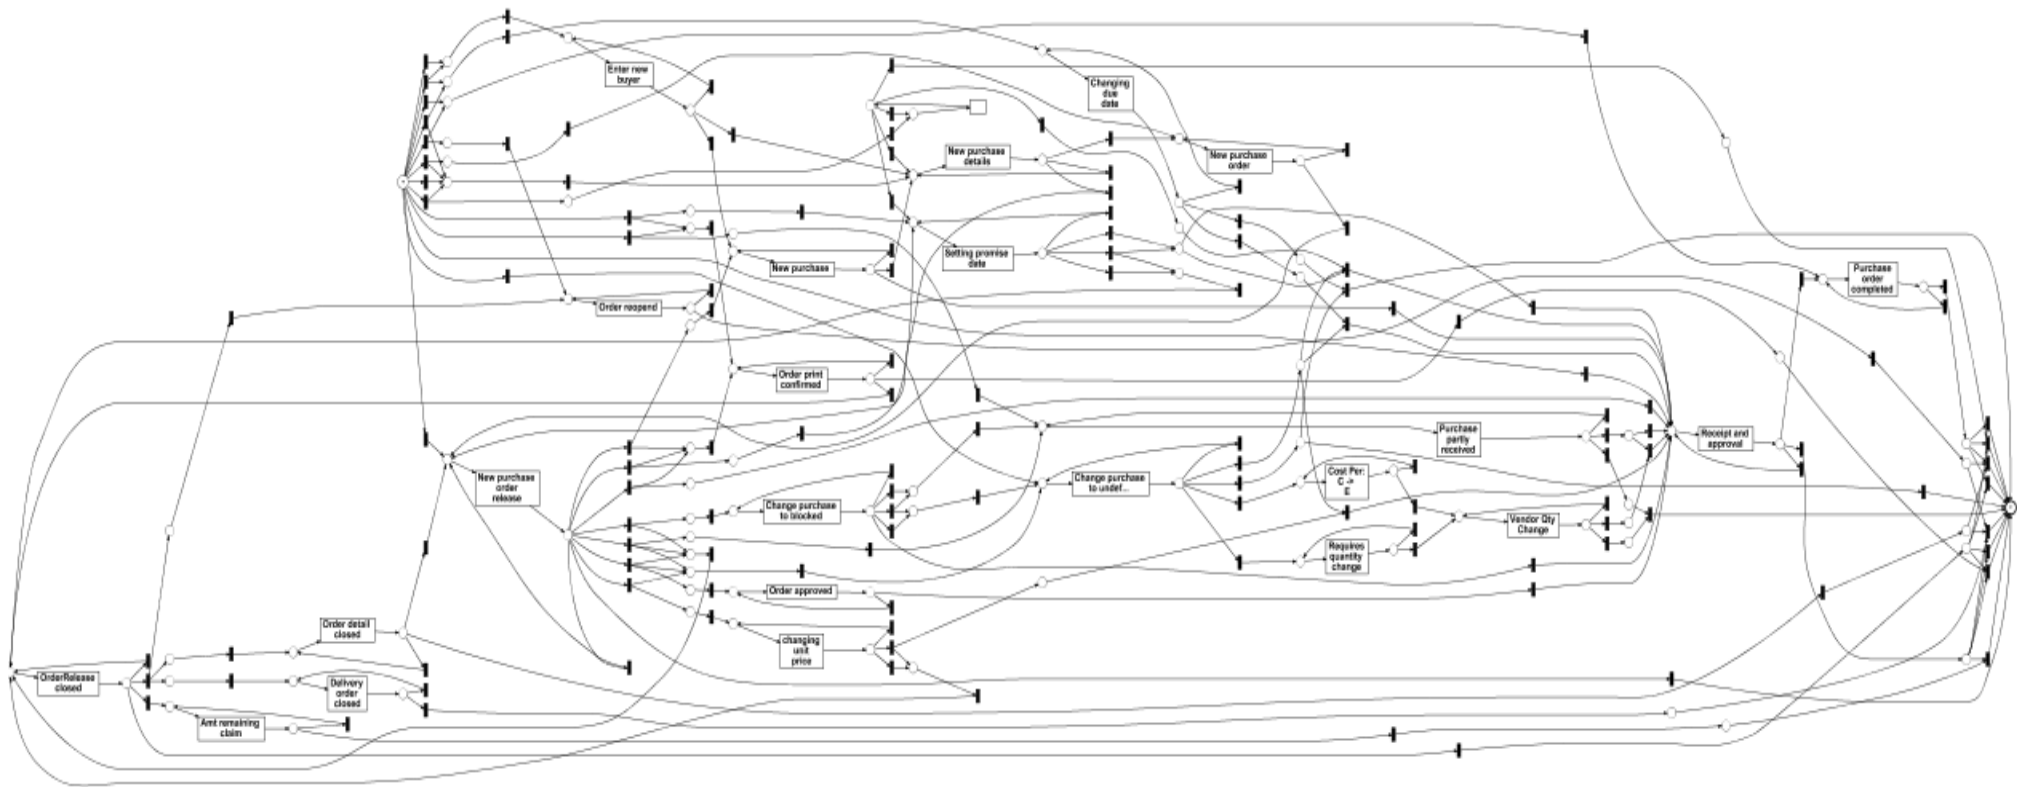 Enter new
buyer
Changing
due
date
New purchase
details
New purchase
order
Setting promise
date
New purchase
Purchase
order
completed
Order reopend
Order print
confirmed
Purchase
partly
received
Receipt and
approval
New purchase
order
release
Change purchase
to undef...
Cost Per:
C ->
E
Change purchase
to blocked
Vendor Qty
Change
Requires
quantity
change
Order approved
Order detail
closed
changing
unit
price
OrderRelease
closed
Delivery
order
closed
Amt remaining
claim